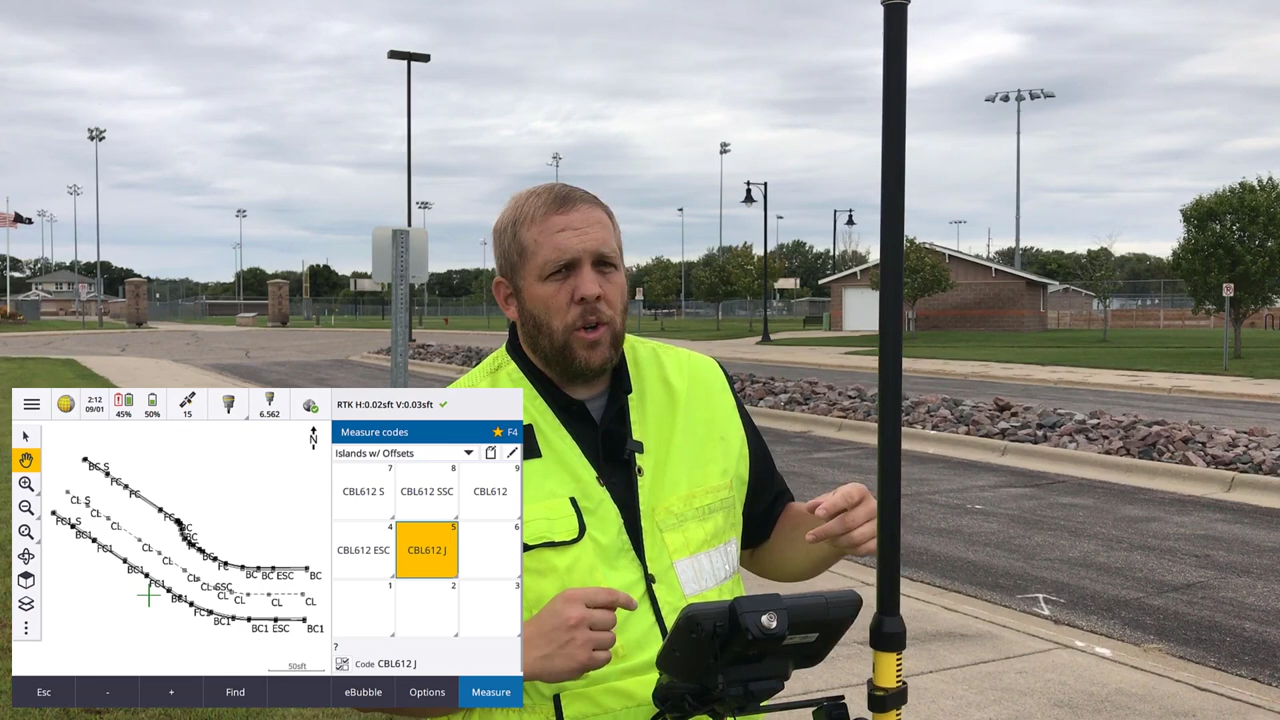 2:12
09/01
45%
50%
15
6.562
RTK H:0.02sft V:0.03sft
Measure codes
F4
Islands w/ Offsets
7
CBL612 S
8
CBL612 SSC
9
CBL612
4
CBL612 ESC
5
CBL612 J
6
1
2
3
?
Code CBL612 J
N
BC S
FC
FC
CL S
CL
CL
FC
BC
BC
FC1 S
BC1
FC1
CL
CL
BC
FC
BC
BC ESC
BC
BC1
FC1
CL
CL SSC
CL
CL
CL
CL
BC1
FC1
BC1
BC1 ESC
BC1
50sft
Esc
-
+
Find
eBubble
Options
Measure